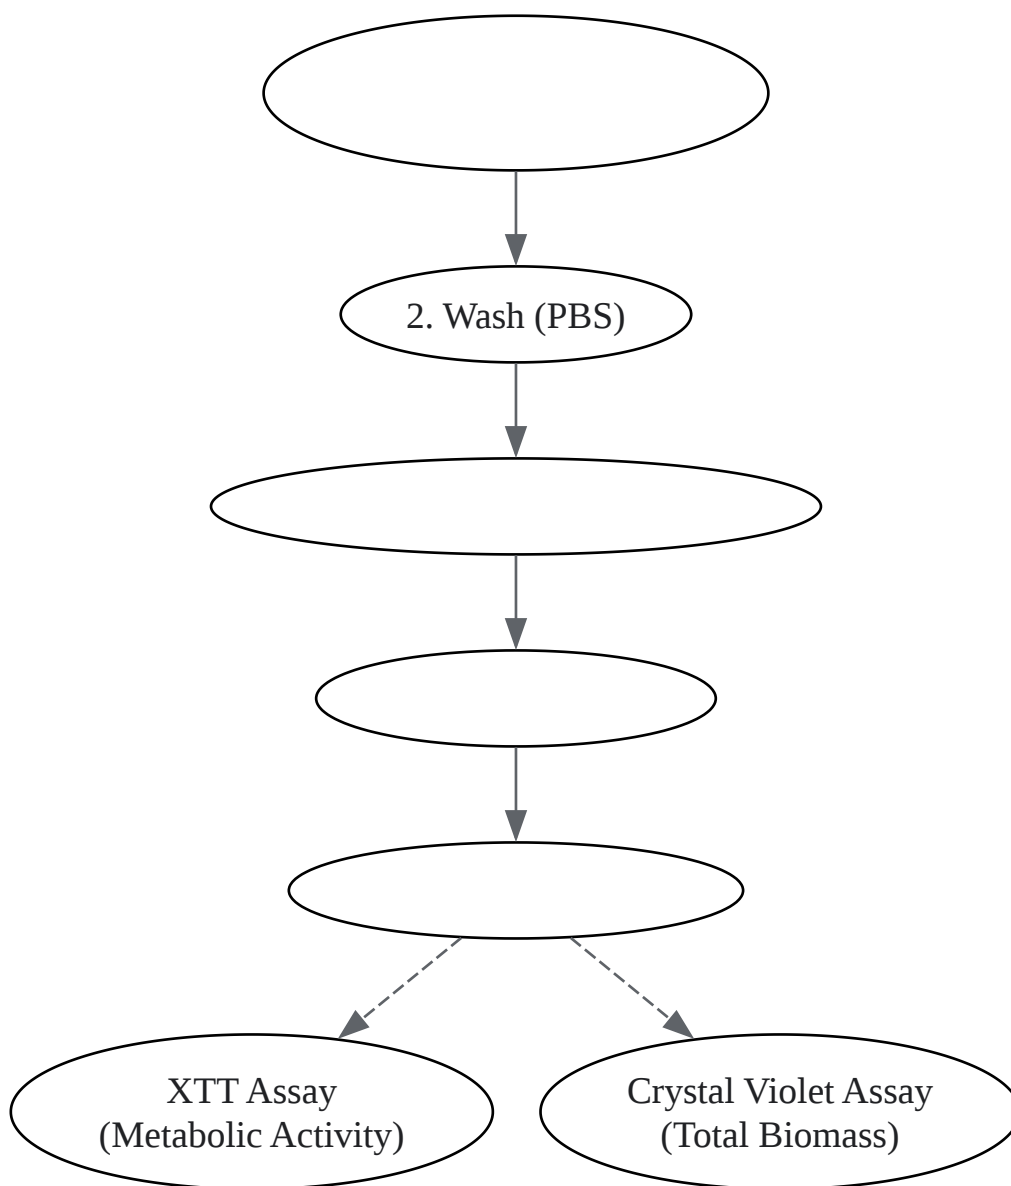 2. Wash (PBS)
XTT Assay
(Metabolic Activity)
Crystal Violet Assay
(Total Biomass)